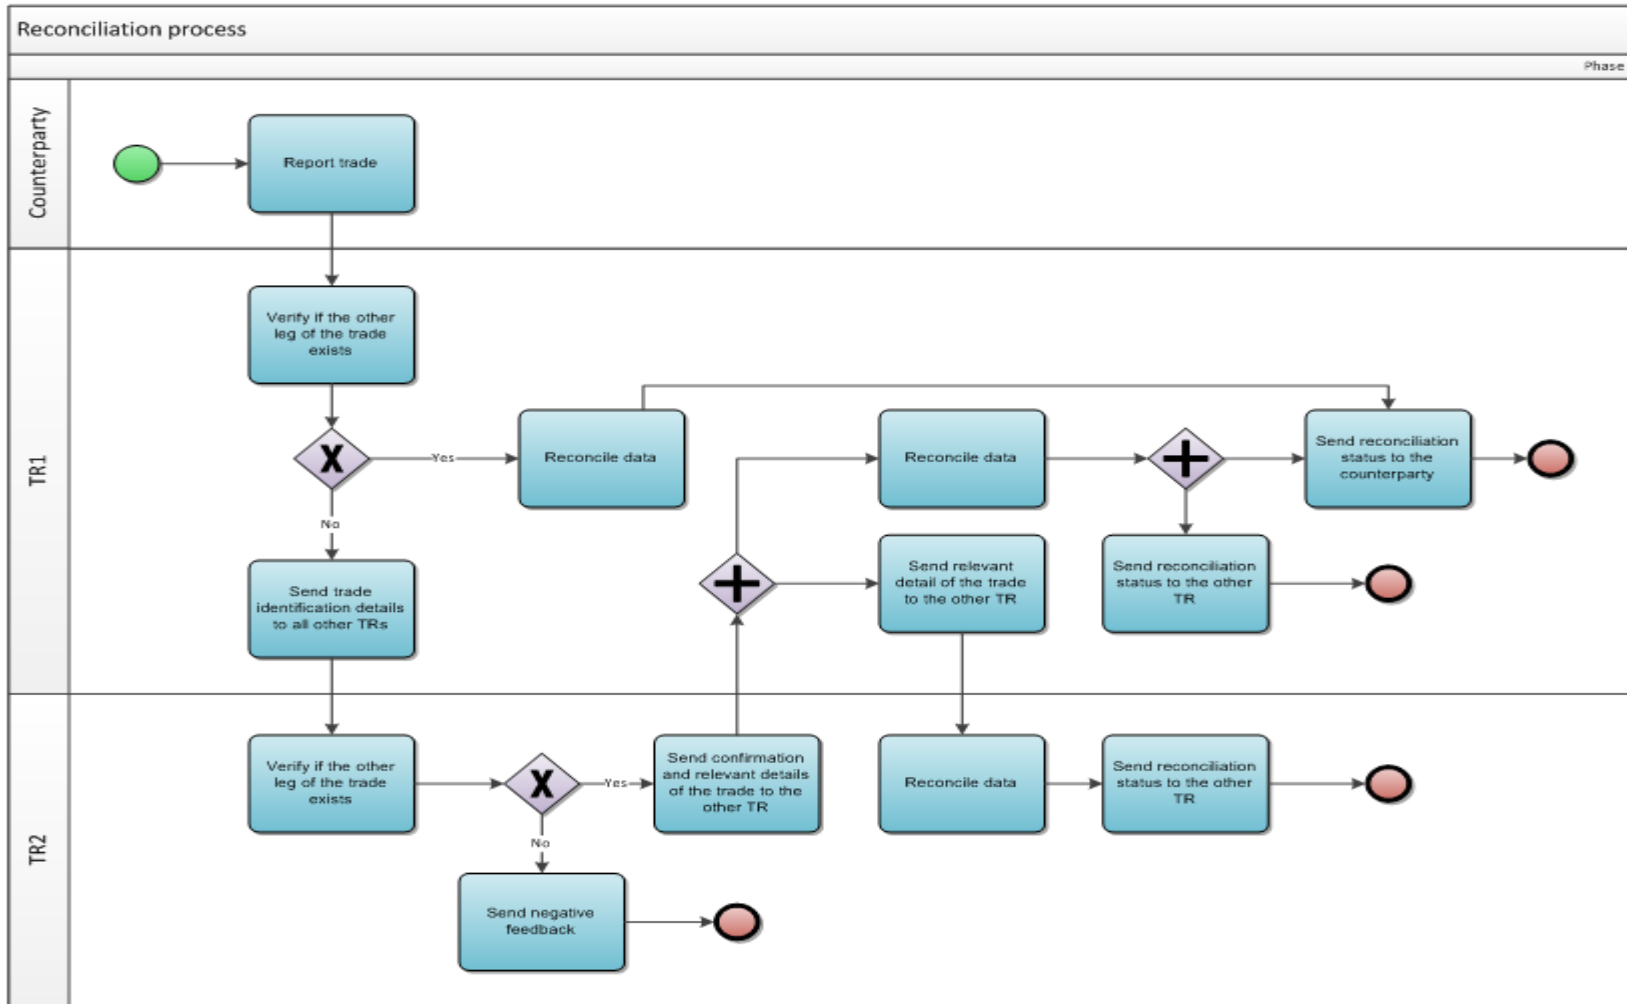 Reconciliation process
Phase
Counterparty
Report trade
TR1
Verify if the other
leg of the trade
exists
Yes
Reconcile data
Reconcile data
Send reconciliation
status to the
counterparty
No
Send trade
identification details
to all other TRs
Send relevant
detail of the trade
to the other TR
Send reconciliation
status to the other
TR
TR2
Verify if the other
leg of the trade
exists
Yes
Send confirmation
and relevant details
of the trade to the
other TR
Reconcile data
Send reconciliation
status to the other
TR
No
Send negative
feedback